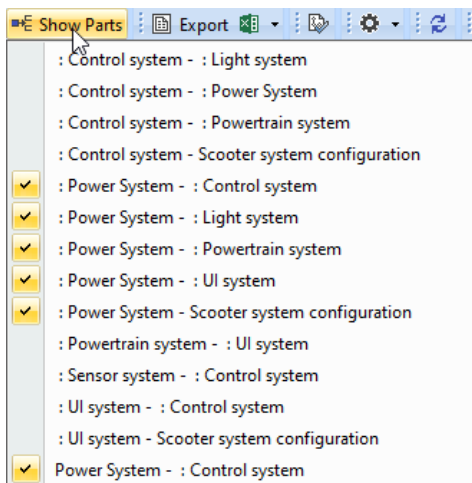 Show Parts Export
: Control system - : Light system
: Control system - : Power System
: Control system - : Powertrain system
: Control system - Scooter system configuration
: Power System - : Control system
: Power System - : Light system
: Power System - : Powertrain system
: Power System - : UI system
: Power System - Scooter system configuration
: Powertrain system - : UI system
: Sensor system - : Control system
: UI system - : Control system
: UI system - Scooter system configuration
Power System - : Control system